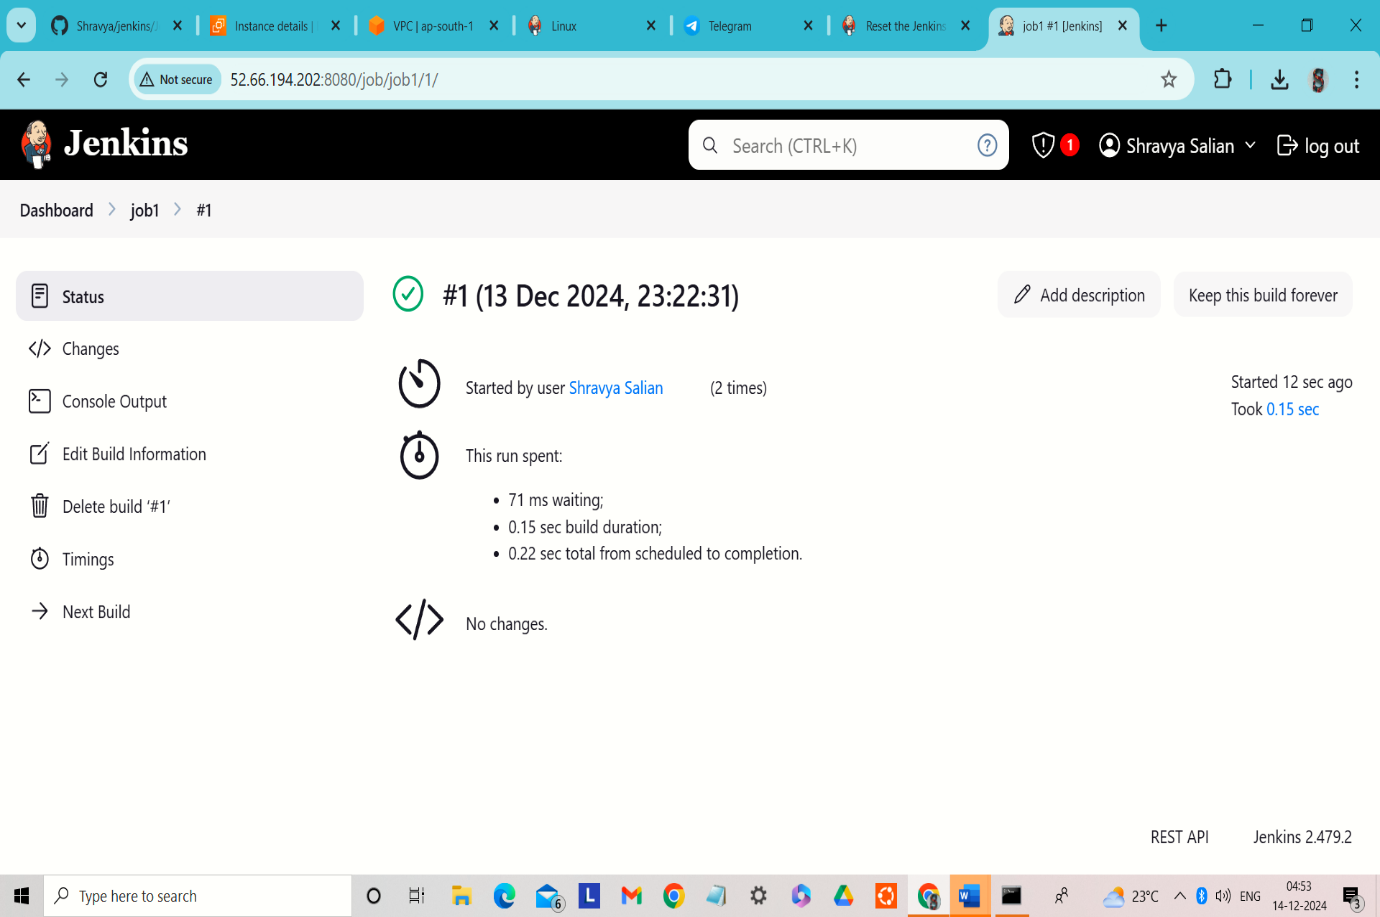 Shravya/jenkins/J
Instance details |
VPC | ap-south-1
Linux
Telegram
Reset the Jenkins
job1 #1 [Jenkins]
Not secure
52.66.194.202:8080/job/job1/1/
Jenkins
Search (CTRL+K)
?
1
Shravya Salian
log out
Dashboard
job1
#1
Status
Changes
Console Output
Edit Build Information
Delete build ‘#1’
Timings
Next Build
#1 (13 Dec 2024, 23:22:31)
Add description
Keep this build forever
Started by user Shravya Salian (2 times)
Started 12 sec ago
Took 0.15 sec
This run spent:
71 ms waiting;
0.15 sec build duration;
0.22 sec total from scheduled to completion.
No changes.
REST API
Jenkins 2.479.2
Type here to search
6
L
W
23°C
ENG
04:53
14-12-2024
3